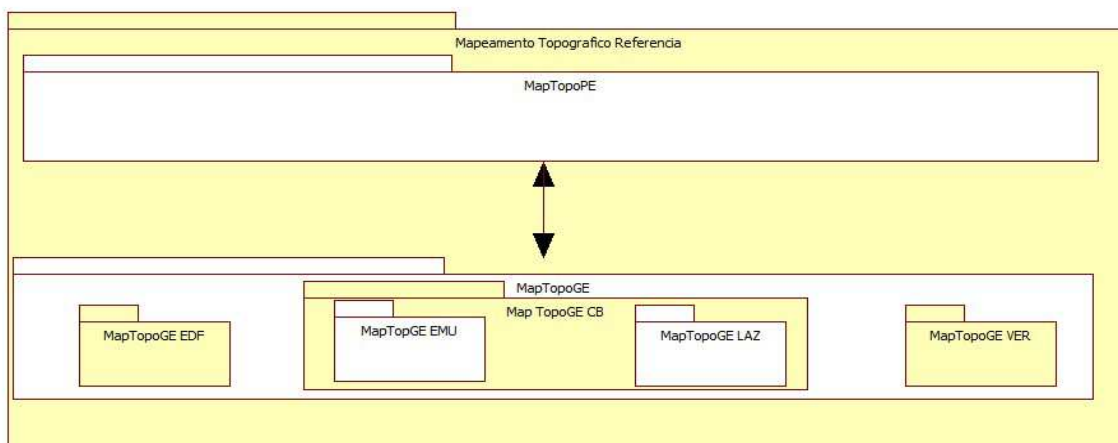 Mapeamento Topografico Referencia
MapTopoPE
MapTopoGE
Map TopoGE CB
MapTopoGE EDF
MapTopGE EMU
MapTopoGE LAZ
MapTopoGE VER